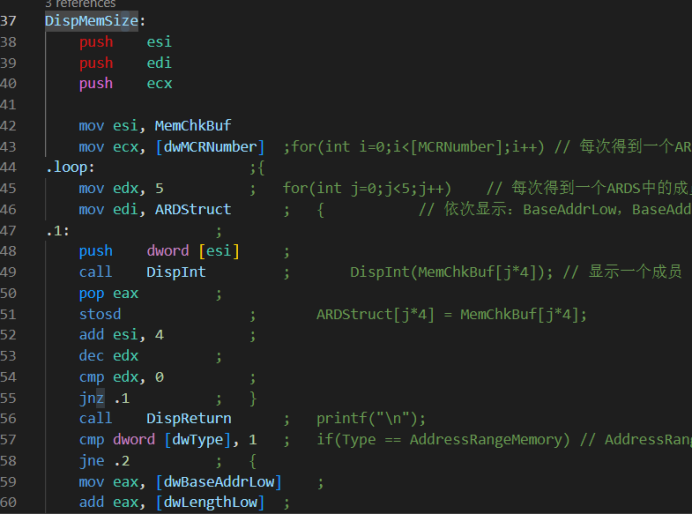 3 references
37 DispMemSize:
38 push esi
39 push edi
40 push ecx
41
42 mov esi, MemChkBuf
43 mov ecx, [dwMCRNumber] ;for(int i=0;i<[MCRNumber];i++) // 每次得到一个AR
44 .loop: ;{
45 mov edx, 5 ; for(int j=0;j<5;j++) // 每次得到一个ARDS中的成
46 mov edi, ARDStruct ; { // 依次显示：BaseAddrLow，BaseAdd
47 .1: ;
48 push dword [esi] ;
49 call DispInt ; DispInt(MemChkBuf[j*4]); // 显示一个成员
50 pop eax ;
51 stosd ; ARDStruct[j*4] = MemChkBuf[j*4];
52 add esi, 4 ;
53 dec edx ;
54 cmp edx, 0 ;
55 jnz .1 ; }
56 call DispReturn ; printf("\n");
57 cmp dword [dwType], 1 ; if(Type == AddressRangeMemory) // AddressRang
58 jne .2 ; {
59 mov eax, [dwBaseAddrLow] ;
60 add eax, [dwLengthLow] ;